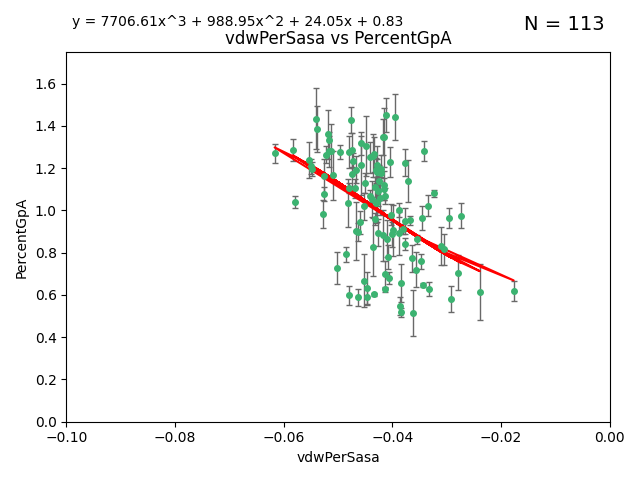 y = 7706.61x^3 + 988.95x^2 + 24.05x + 0.83
N = 113
vdwPerSasa vs PercentGpA
PercentGpA
1.6
1.4
1.2
1.0
0.8
0.6
0.4
0.2
0.0
−0.10 −0.08 −0.06 −0.04 −0.02 0.00
vdwPerSasa